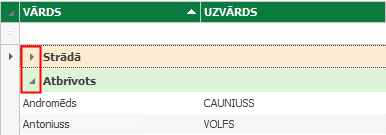 VĀRDS UZVĀRDS
Strādā
Atbrīvots
Andromēds CAUNIUSS
Antoniuss VOLFS